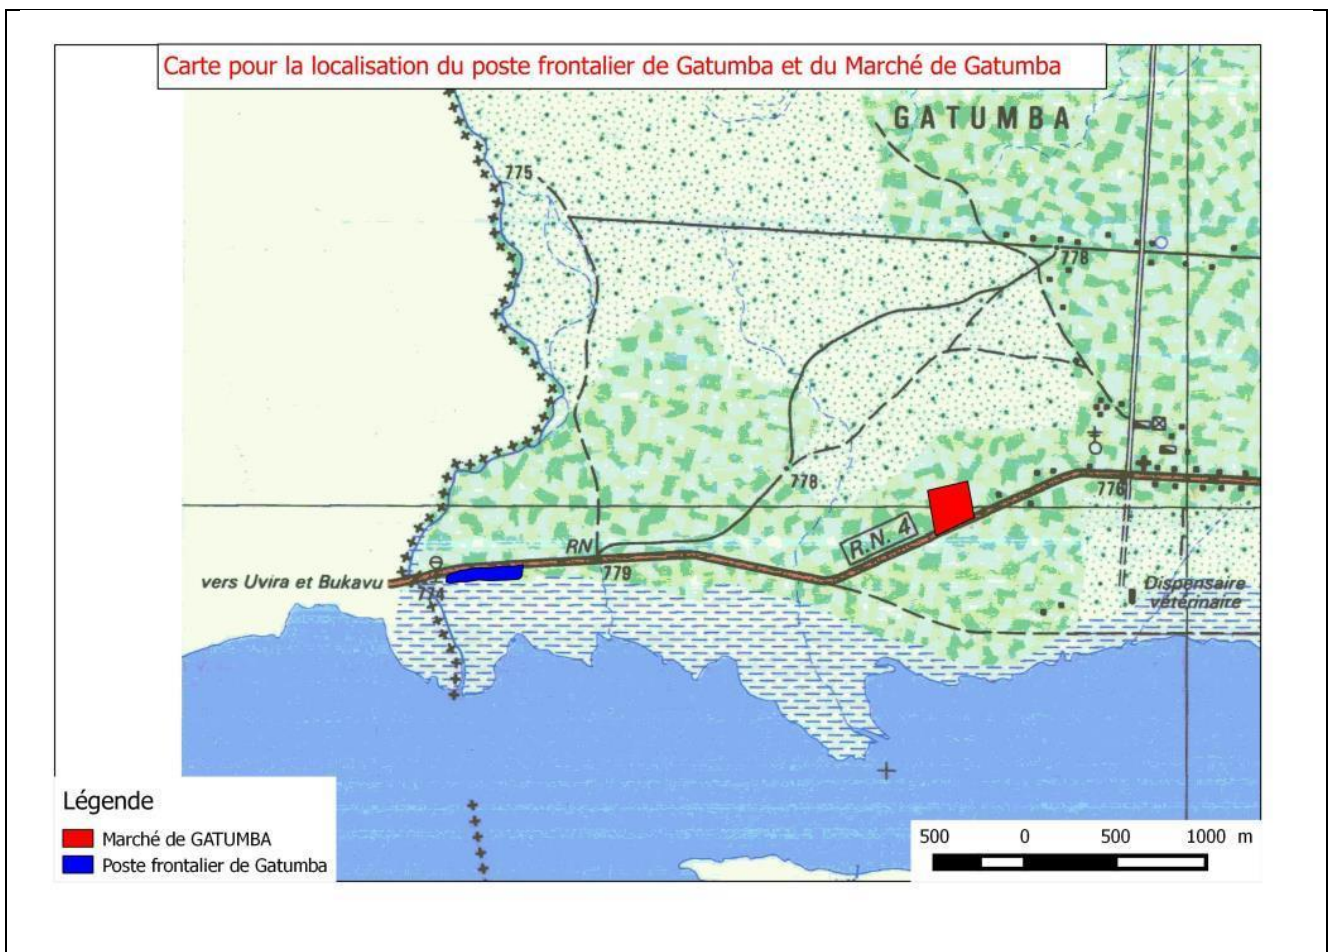 Carte pour la localisation du poste frontalier de Gatumba et du Marché de Gatumba
GATUMBA
775
778
778
776
R.N. 4
RN
779
vers Uvira et Bukavu
774
Dispensaire
vétérinaire
Légende
Marché de GATUMBA
Poste frontalier de Gatumba
500 0 500 1000 m